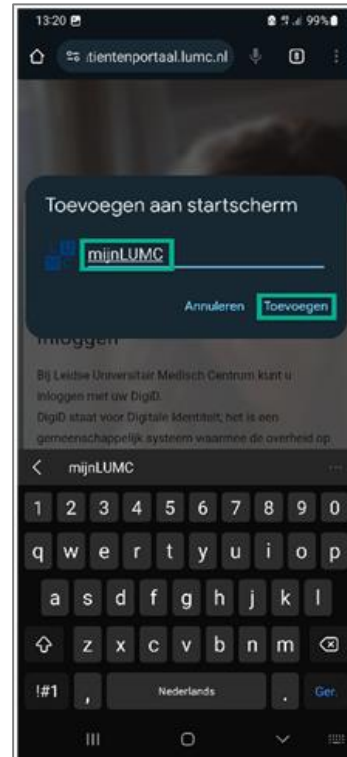 13:20
99%
tientenportaal.lumc.nl
8
Toevoegen aan startscherm
mijnLUMC
Annuleren Toevoegen
Inloggen
Bij Leidse Universitair Medisch Centrum kunt u
inloggen met uw DigiD.
DigiD staat voor Digitale Identiteit, het is een
gemeenschappelijk systeem waarmee de overheid op
mijnLUMC
1 2 3 4 5 6 7 8 9 0
q w e r t y u i o p
a s d f g h j k l
z x c v b n m
!#1 , Nederlands . Ger.